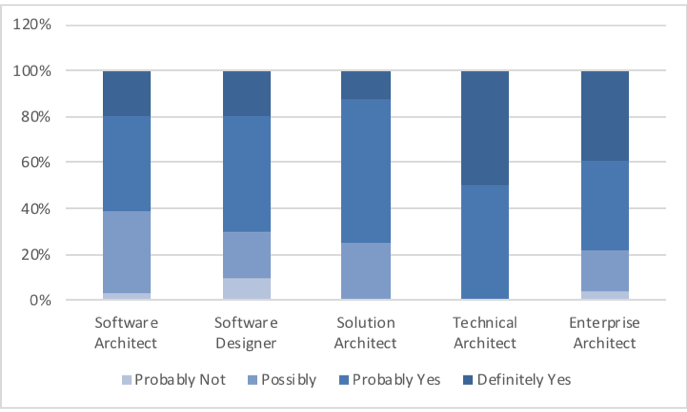 120%
100%
80%
60%
40%
20%
0%
Software Architect
Software Designer
Solution Architect
Technical Architect
Enterprise Architect
Probably Not
Possibly
Probably Yes
Definitely Yes